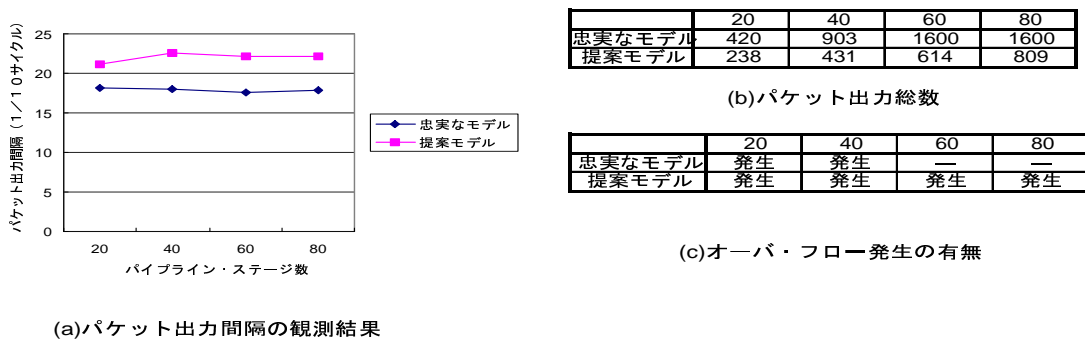 パケット出力間隔（１／１０サイクル）
25
20
15
10
5
0
20 40 60 80
パイプライン・ステージ数
忠実なモデル
提案モデル
(a)パケット出力間隔の観測結果
20 40 60 80
忠実なモデル 420 903 1600 1600
提案モデル 238 431 614 809
(b)パケット出力総数
20 40 60 80
忠実なモデル 発生 発生 ― ―
提案モデル 発生 発生 発生 発生
(c)オーバ・フロー発生の有無